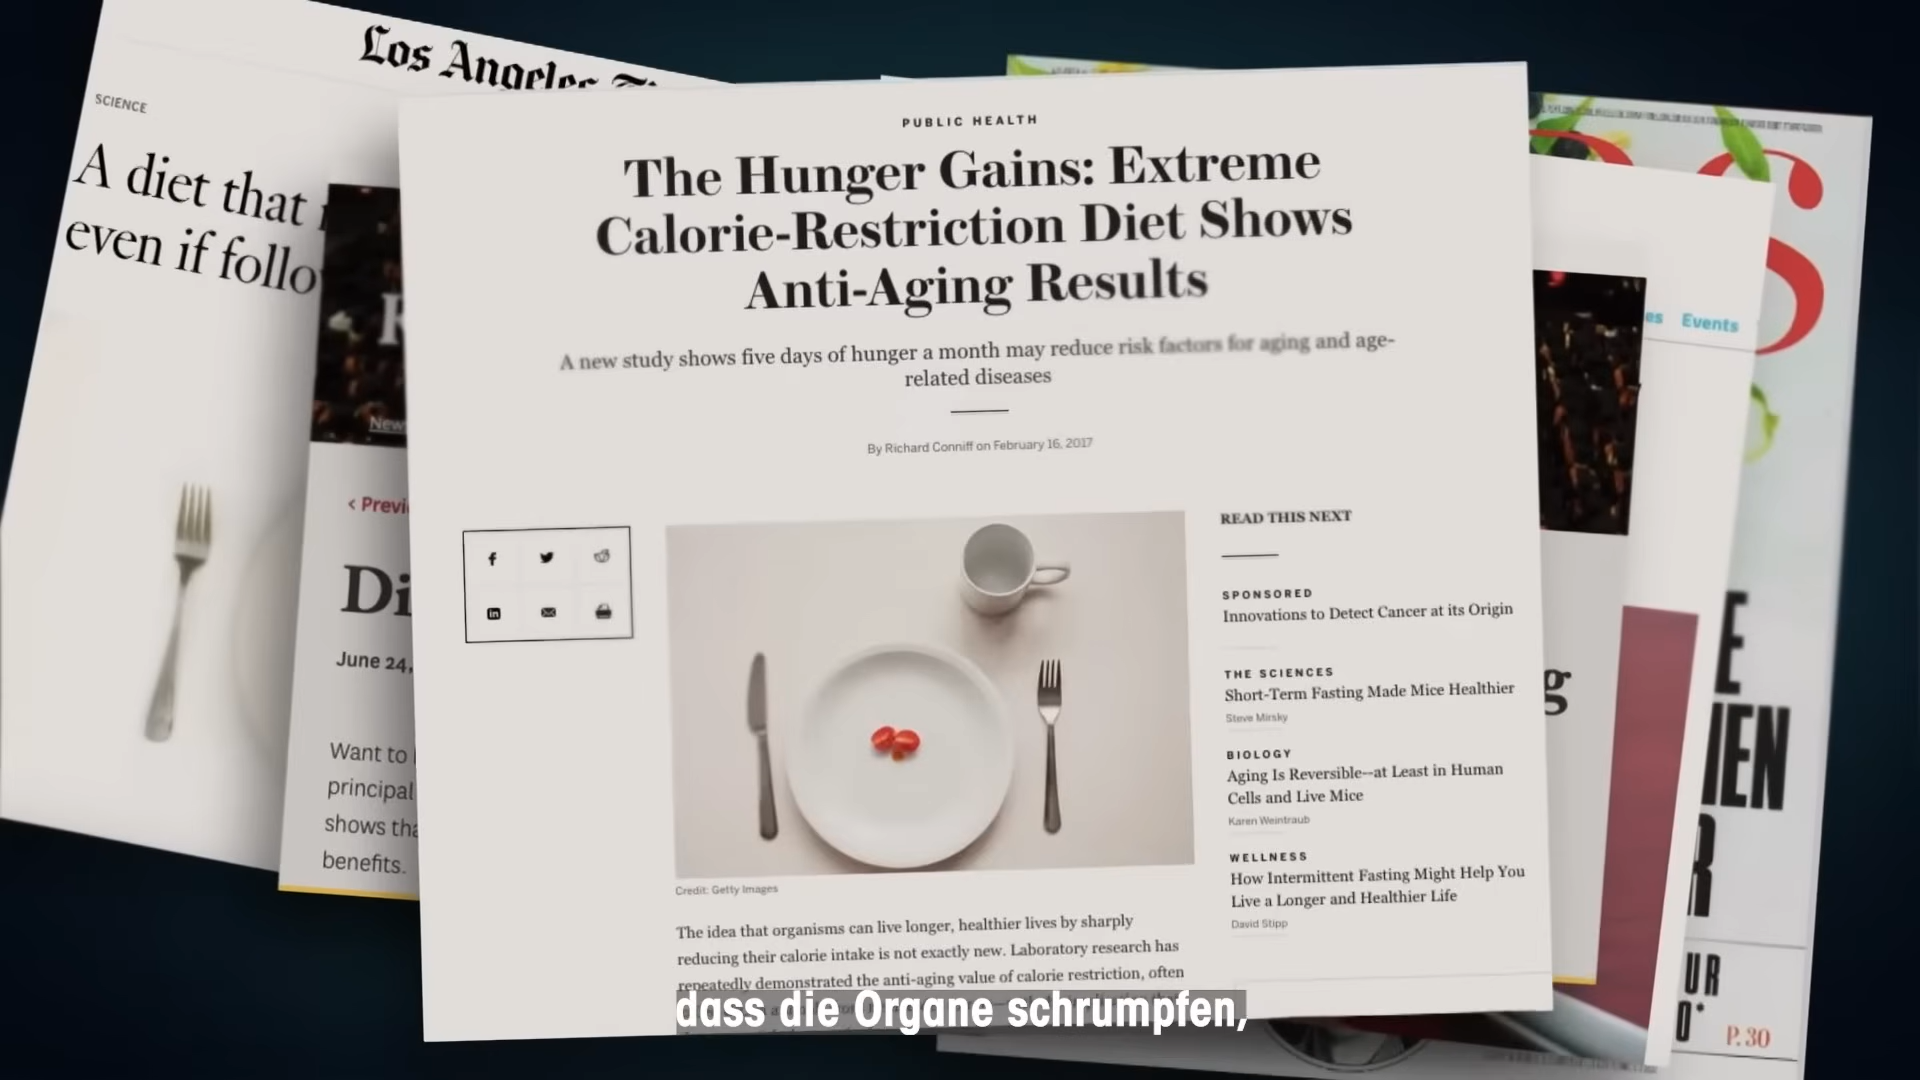 Los Angeles
SCIENCE
A diet that
even if follo
New
< Previ
Di
June 24,
Want to
principal
shows tha
benefits.
PUBLIC HEALTH
The Hunger Gains: Extreme
Calorie-Restriction Diet Shows
Anti-Aging Results
A new study shows five days of hunger a month may reduce risk factors for aging and age-
related diseases
By Richard Conniff on February 16, 2017
Credit: Getty Images
The idea that organisms can live longer, healthier lives by sharply
reducing their calorie intake is not exactly new. Laboratory research has
repeatedly demonstrated the anti-aging value of calorie restriction, often
READ THIS NEXT
SPONSORED
Innovations to Detect Cancer at its Origin
THE SCIENCES
Short-Term Fasting Made Mice Healthier
Steve Mirsky
BIOLOGY
Aging Is Reversible--at Least in Human
Cells and Live Mice
Karen Weintraub
WELLNESS
How Intermittent Fasting Might Help You
Live a Longer and Healthier Life
David Stipp
es Events
g
S
E
IEN
R
UR
0*
P. 30
dass die Organe schrumpfen,